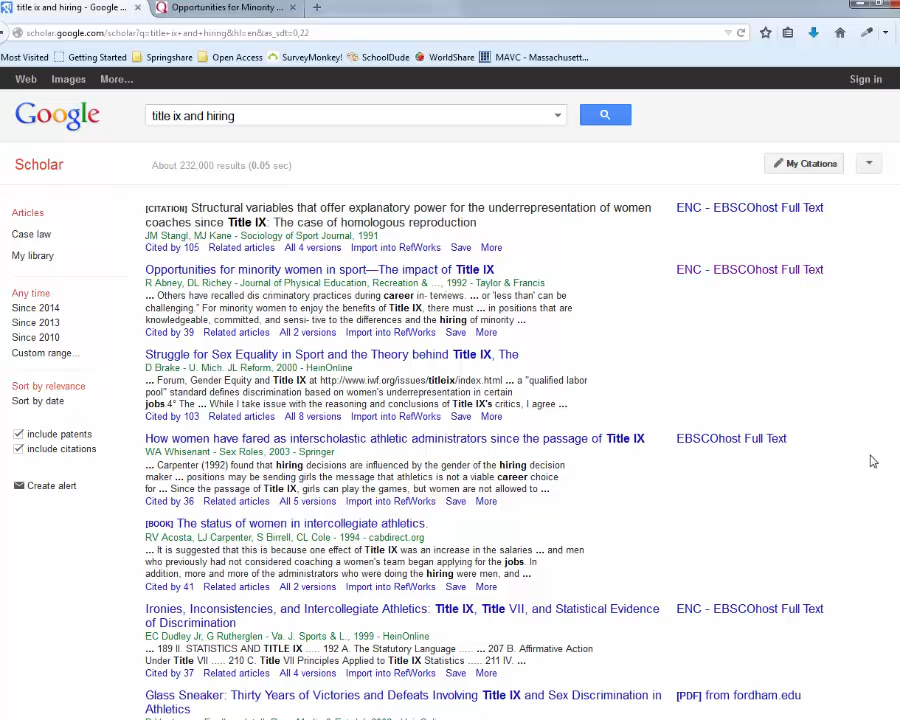 title ix and hiring - Google ... ×
Opportunities for Minority ... ×
+
scholar.google.com/scholar?q=title+ix+and+hiring&hl=en&as_sdt=0,22
Most Visited Getting Started Springshare Open Access SurveyMonkey! SchoolDude WorldShare MAVC - Massachusett...
Web Images More... Sign in
Google
title ix and hiring
Scholar
About 232,000 results (0.05 sec)
My Citations
Articles
Case law
My library
Any time
Since 2014
Since 2013
Since 2010
Custom range...
Sort by relevance
Sort by date
include patents
include citations
Create alert
[CITATION] Structural variables that offer explanatory power for the underrepresentation of women
coaches since Title IX: The case of homologous reproduction
JM Stangl, MJ Kane - Sociology of Sport Journal, 1991
Cited by 105 Related articles All 4 versions Import into RefWorks Save More
ENC - EBSCOhost Full Text
Opportunities for minority women in sport—The impact of Title IX
R Abney, DL Richey - Journal of Physical Education, Recreation & ..., 1992 - Taylor & Francis
... Others have recalled dis criminatory practices during career in- terviews. ... or 'less than' can be
challenging." For minority women to enjoy the benefits of Title IX, there must ... in positions that are
knowledgeable, committed, and sensi- tive to the differences and the hiring of minority ...
Cited by 39 Related articles All 2 versions Import into RefWorks Save More
ENC - EBSCOhost Full Text
Struggle for Sex Equality in Sport and the Theory behind Title IX, The
D Brake - U. Mich. JL Reform, 2000 - HeinOnline
... Forum, Gender Equity and Title IX at http://www.iwf.org/issues/titleix/index.html ... a "qualified labor
pool" standard defines discrimination based on women's underrepresentation in certain
jobs.4° The ... While I take issue with the reasoning and conclusions of Title IX's critics, I agree ...
Cited by 103 Related articles All 8 versions Import into RefWorks Save More
How women have fared as interscholastic athletic administrators since the passage of Title IX
WA Whisenant - Sex Roles, 2003 - Springer
... Carpenter (1992) found that hiring decisions are influenced by the gender of the hiring decision
maker ... positions may be sending girls the message that athletics is not a viable career choice
for ... Since the passage of Title IX, girls can play the games, but women are not allowed to ...
Cited by 36 Related articles All 5 versions Import into RefWorks Save More
EBSCOhost Full Text
[BOOK] The status of women in intercollegiate athletics.
RV Acosta, LJ Carpenter, S Birrell, CL Cole - 1994 - cabdirect.org
... It is suggested that this is because one effect of Title IX was an increase in the salaries ... and men
who previously had not considered coaching a women's team began applying for the jobs. In
addition, more and more of the administrators who were doing the hiring were men, and ...
Cited by 41 Related articles All 2 versions Import into RefWorks Save More
Ironies, Inconsistencies, and Intercollegiate Athletics: Title IX, Title VII, and Statistical Evidence
of Discrimination
EC Dudley Jr, G Rutherglen - Va. J. Sports & L., 1999 - HeinOnline
... 189 II. STATISTICS AND TITLE IX ..... 192 A. The Statutory Language ..... 207 B. Affirmative Action
Under Title VII ..... 210 C. Title VII Principles Applied to Title IX Statistics ..... 211 IV. ...
Cited by 37 Related articles All 4 versions Import into RefWorks Save More
ENC - EBSCOhost Full Text
Glass Sneaker: Thirty Years of Victories and Defeats Involving Title IX and Sex Discrimination in
Athletics
[PDF] from fordham.edu